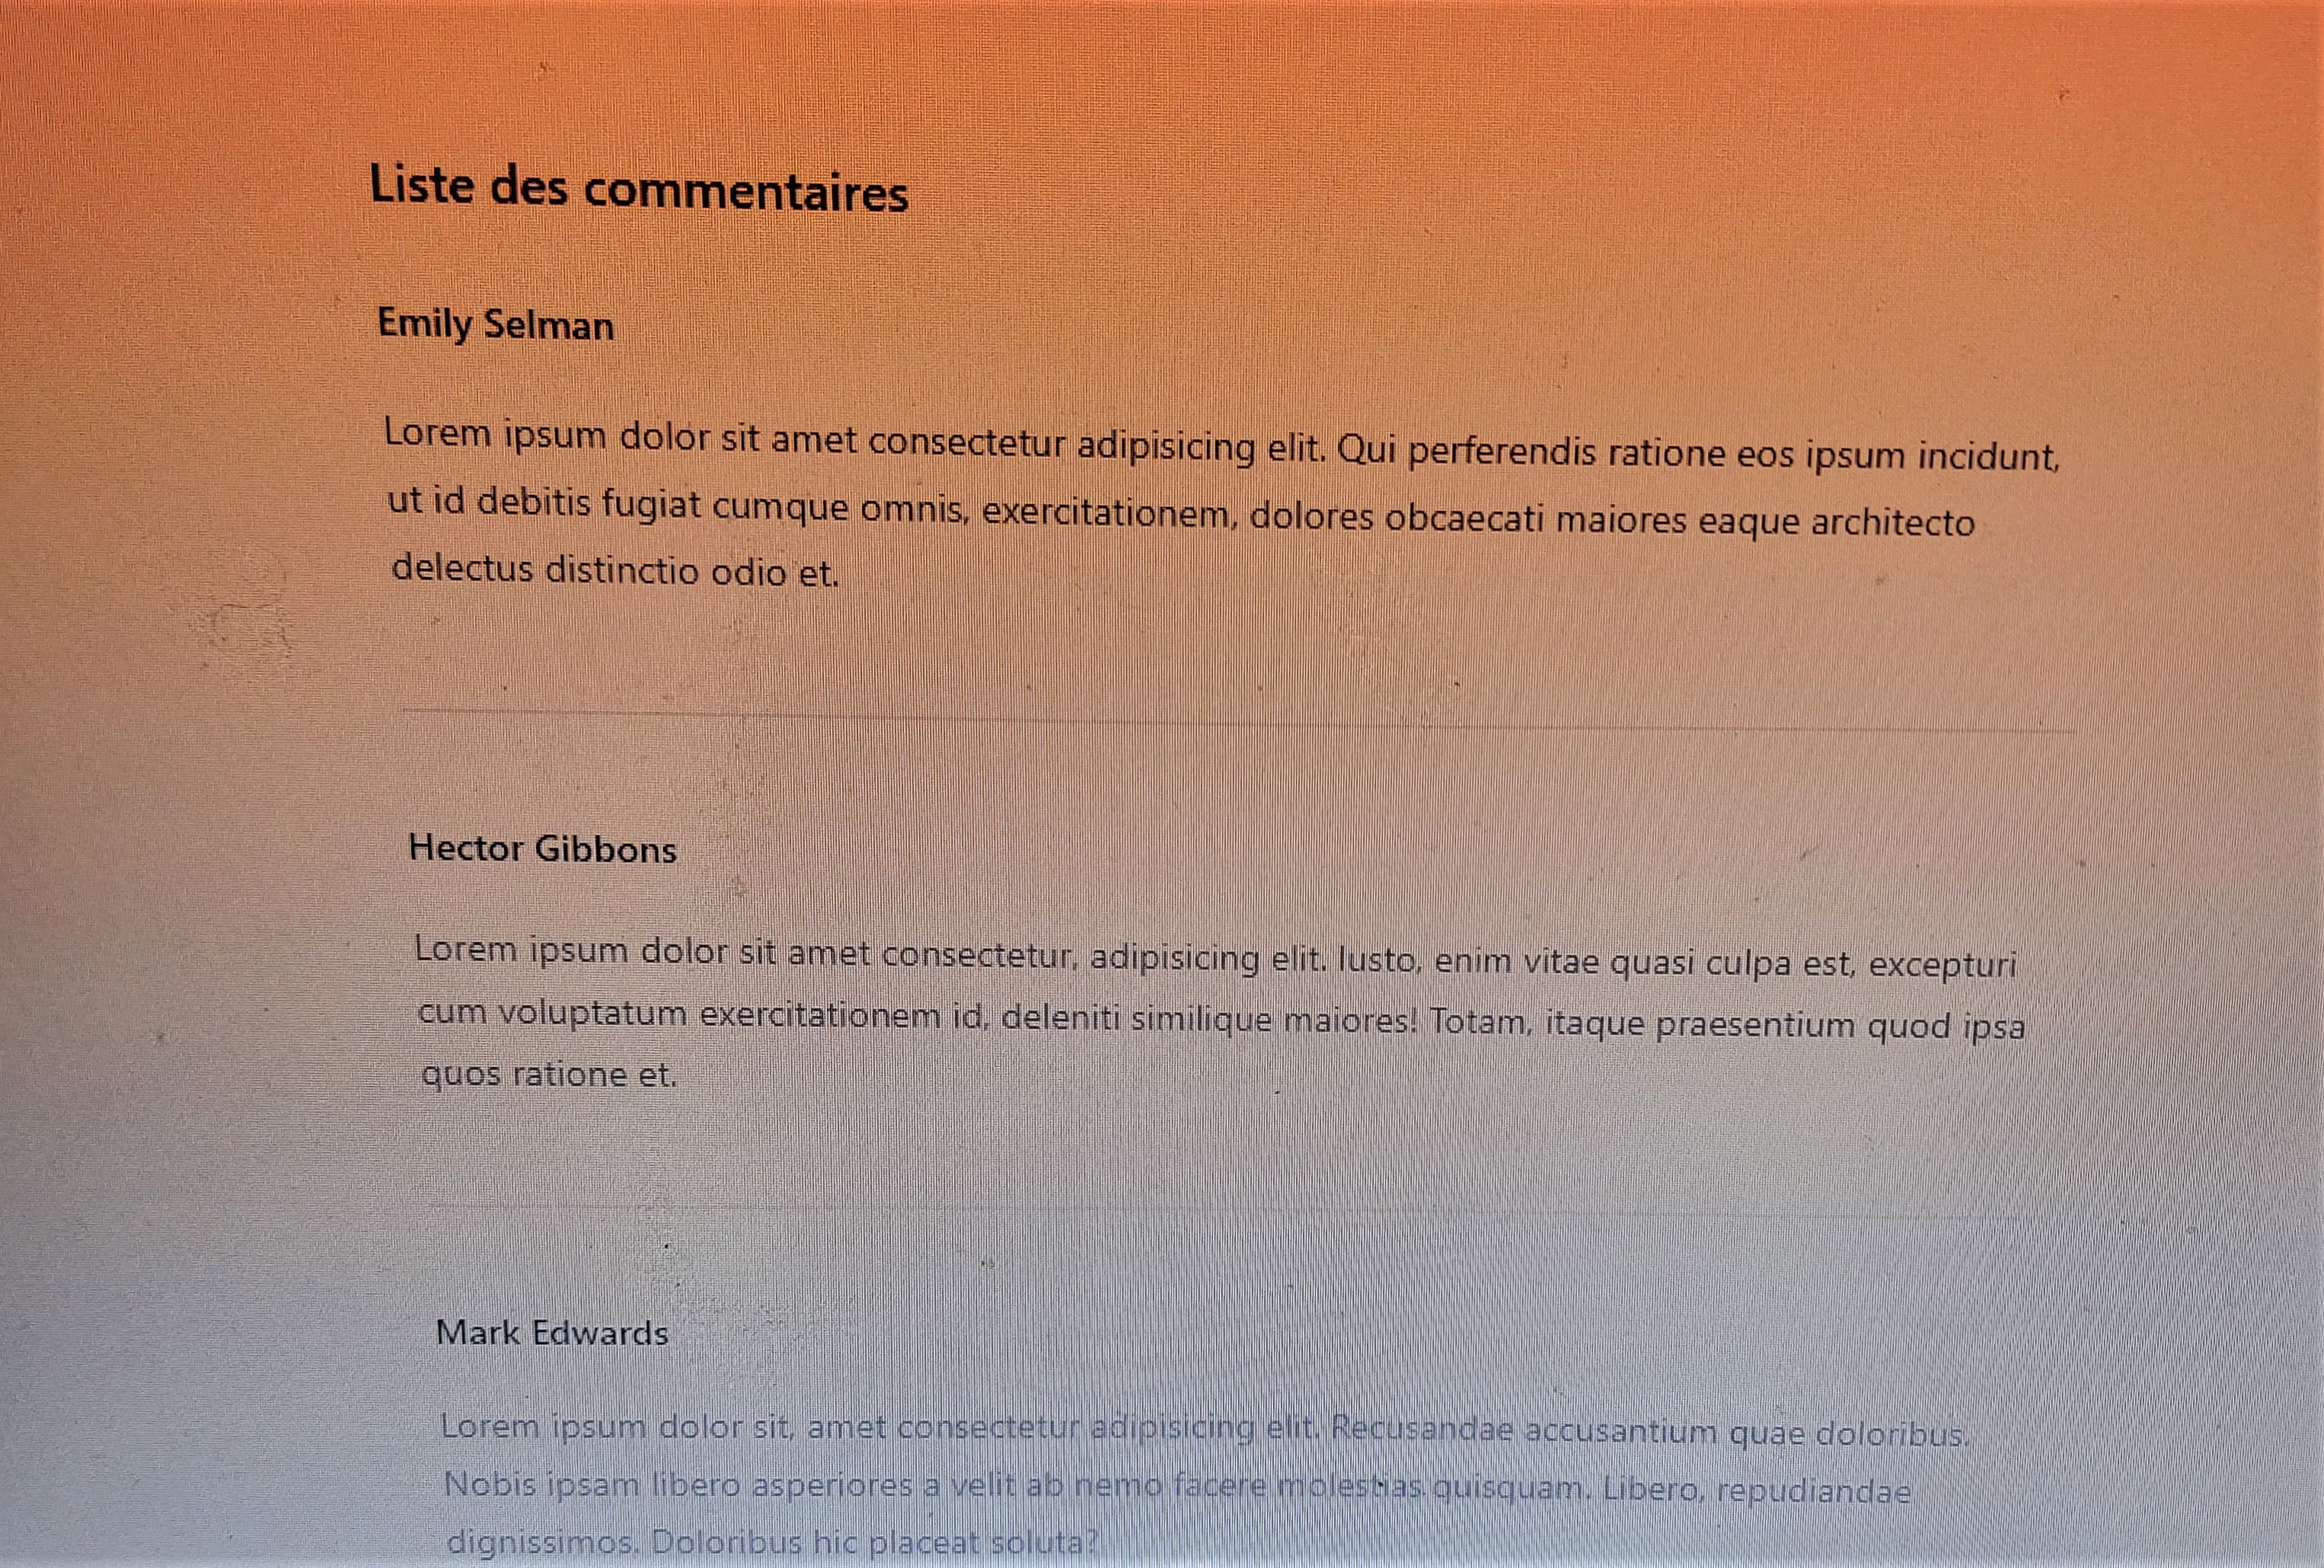 Liste des commentaires
Emily Selman
Lorem ipsum dolor sit amet consectetur adipisicing elit. Qui perferendis ratione eos ipsum incidunt,
ut id debitis fugiat cumque omnis, exercitationem, dolores obcaecati maiores eaque architecto
delectus distinctio odio et.
Hector Gibbons
Lorem ipsum dolor sit amet consectetur, adipisicing elit. Iusto, enim vitae quasi culpa est, excepturi
cum voluptatum exercitationem id, deleniti similique maiores! Totam, itaque praesentium quod ipsa
quos ratione et.
Mark Edwards
Lorem ipsum dolor sit, amet consectetur adipisicing elit. Recusandae accusantium quae doloribus.
Nobis ipsam libero asperiores a velit ab nemo facere molestias quisquam. Libero, repudiandae
dignissimos. Doloribus hic placeat soluta?